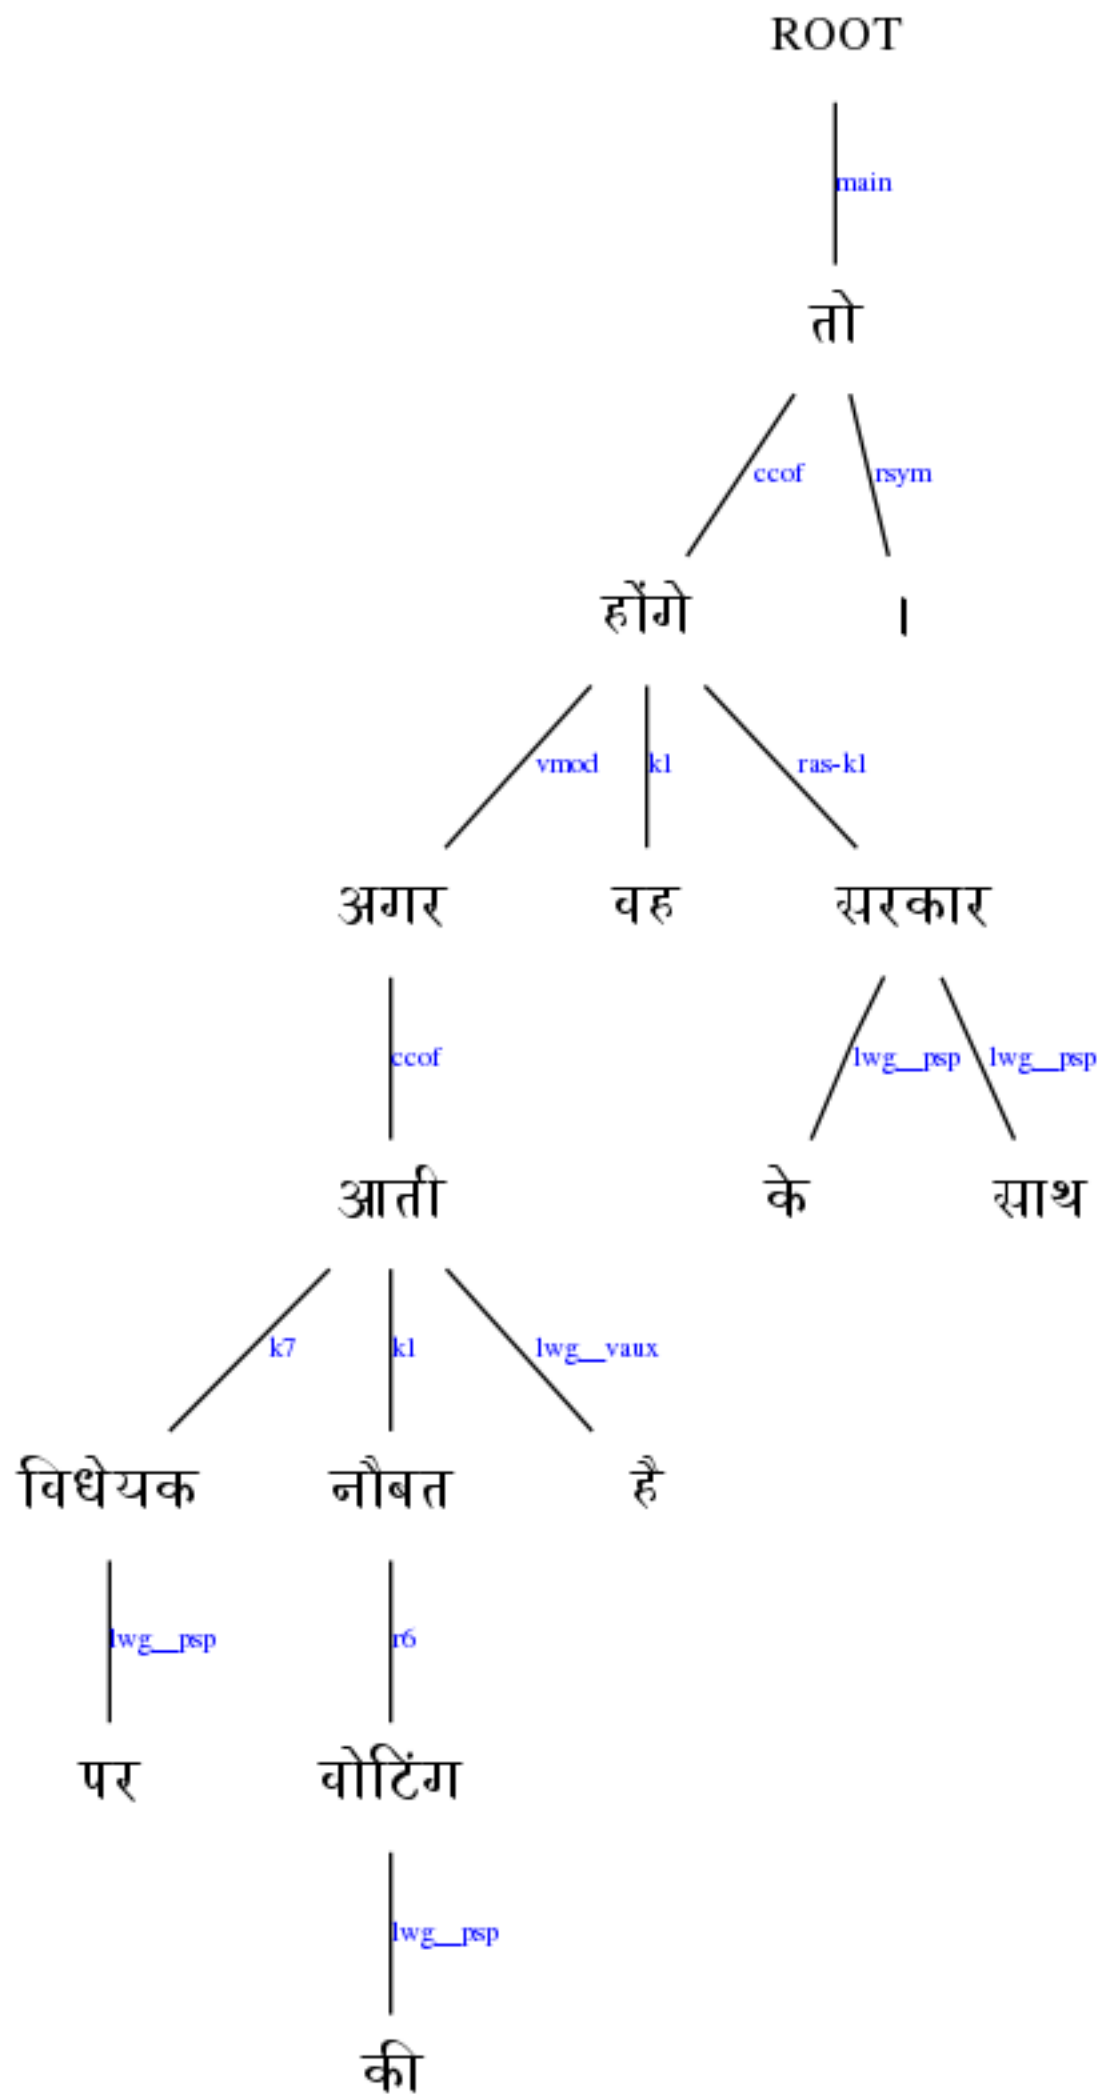 ROOT
main
तो
ccof rsym
होंगे ।
vmod k1 ras-k1
अगर वह सरकार
ccof lwg__psp lwg__psp
आती के साथ
k7 k1 lwg__vaux
विधेयक नौबत है
lwg__psp r6
पर वोटिंग
lwg__psp
की